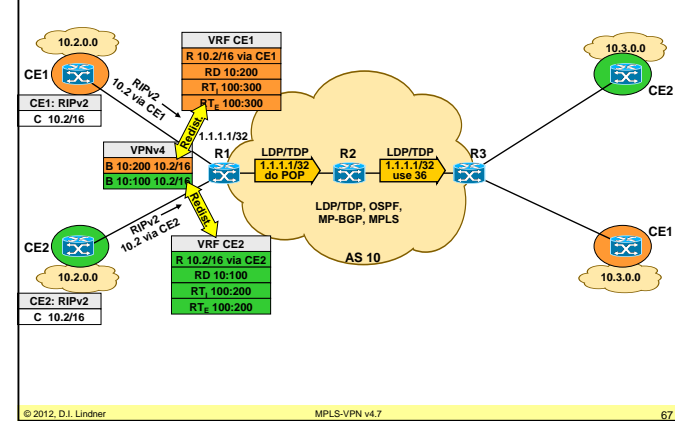 10.2.0.0
CE1
CE1: RIPv2
C 10.2/16
RIPv2
10.2 via CE1
VRF CE1
R 10.2/16 via CE1
RD 10:200
RTI 100:300
RTE 100:300
Redist.
1.1.1.1/32
VPNv4
B 10:200 10.2/16
B 10:100 10.2/16
R1
LDP/TDP
1.1.1.1/32
do POP
R2
LDP/TDP
1.1.1.1/32
use 36
R3
LDP/TDP, OSPF,
MP-BGP, MPLS
AS 10
10.3.0.0
CE2
CE1
10.3.0.0
Redist.
RIPv2
10.2 via CE2
CE2
10.2.0.0
CE2: RIPv2
C 10.2/16
VRF CE2
R 10.2/16 via CE2
RD 10:100
RTI 100:200
RTE 100:200
© 2012, D.I. Lindner
MPLS-VPN v4.7
67